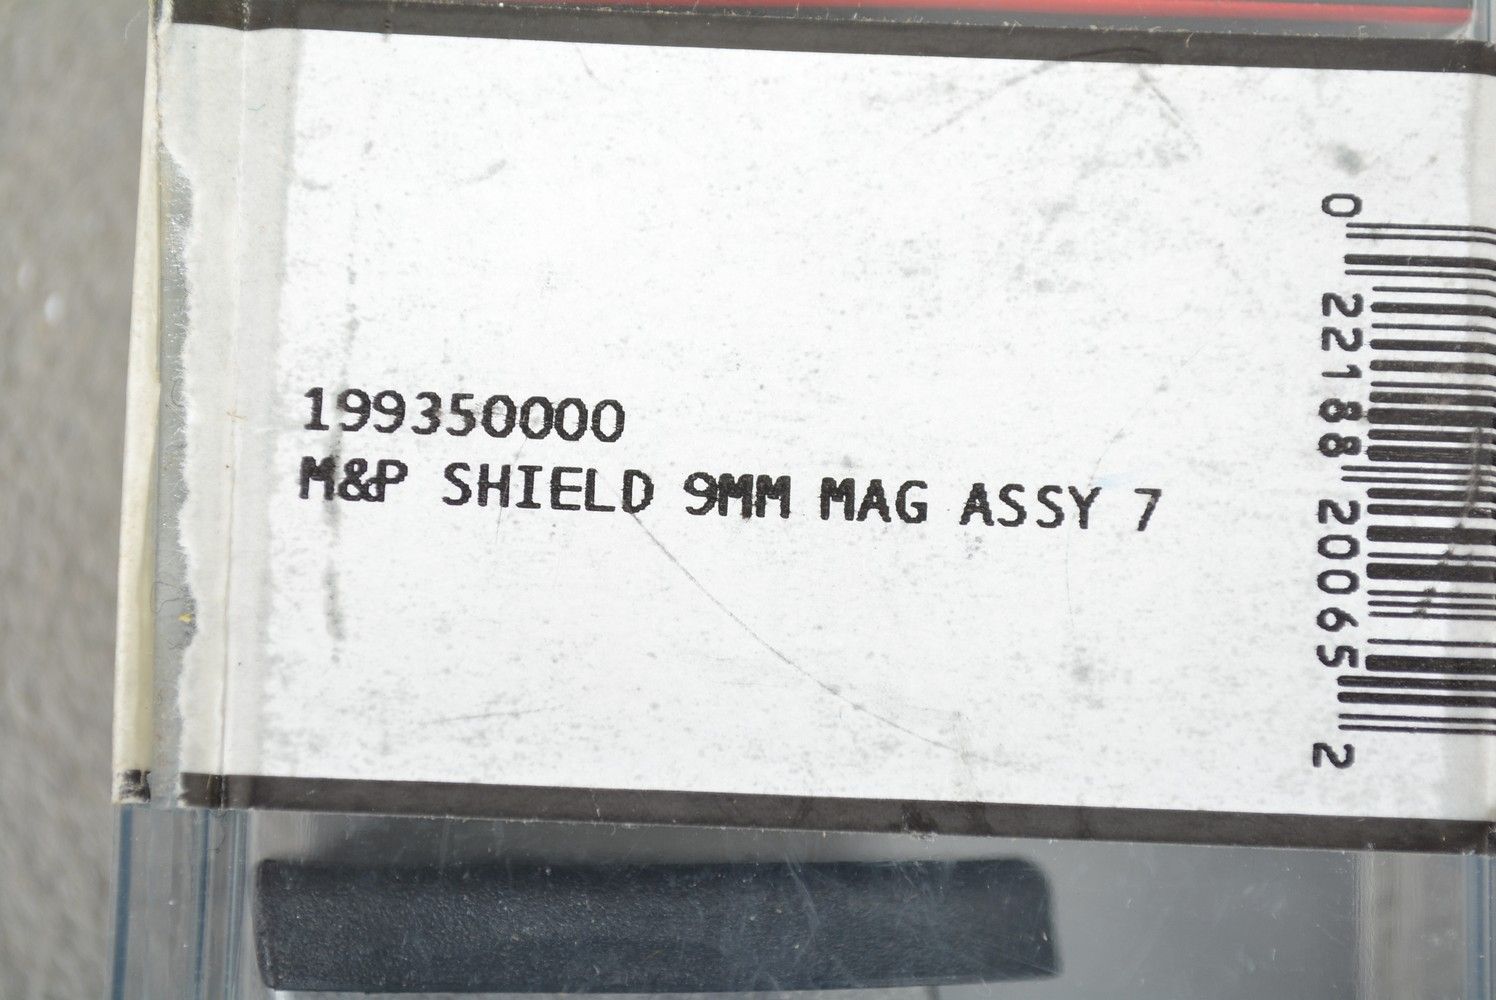 199350000
M&P SHIELD 9MM MAG ASSY 7
0 22188 20065 2